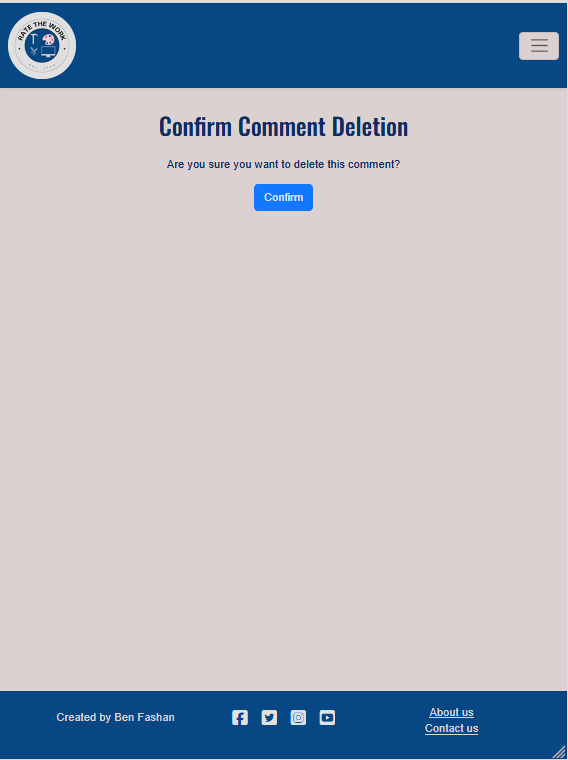 RATE THE WORK
Confirm Comment Deletion
Are you sure you want to delete this comment?
Confirm
Created by Ben Fashan
About us
Contact us